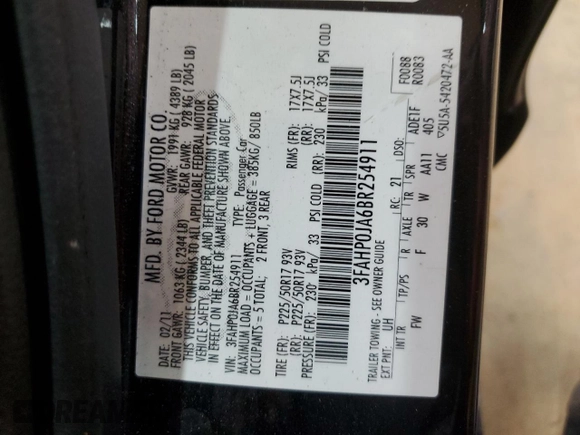 MFD. BY FORD MOTOR CO.
DATE: 02/11
GVWR: 1991 KG ( 4389 LB)
FRONT GAWR: 1063 KG ( 2344 LB)
REAR GAWR: 928 KG ( 2045 LB)
THIS VEHICLE CONFORMS TO ALL APPLICABLE FEDERAL MOTOR
VEHICLE SAFETY, BUMPER, AND THEFT PREVENTION STANDARDS
IN EFFECT ON THE DATE OF MANUFACTURE SHOWN ABOVE.
VIN: 3FAHP0JA6BR254911
TYPE: Passenger Car
MAXIMUM LOAD = OCCUPANTS + LUGGAGE = 385KG/ 850LB
OCCUPANTS = 5 TOTAL: 2 FRONT, 3 REAR
TIRE (FR): P225/50R17 93V
RIMS (FR): 17X7.5J
TIRE (RR): P225/50R17 93V
(RR): 17X7.5J
PRESSURE (FR): 230 kPa/ 33 PSI COLD
(RR): 230 kPa/ 33 PSI COLD
3FAHP0JA6BR254911
TRAILER TOWING - SEE OWNER GUIDE
F0088
R0083
EXT PNT: UH
RC: 21
DSO:
INT TR TP/PS R AXLE TR SPR
FW F 30 W AA11
ADE1F
405
CMC
5U5A-5420472-AA